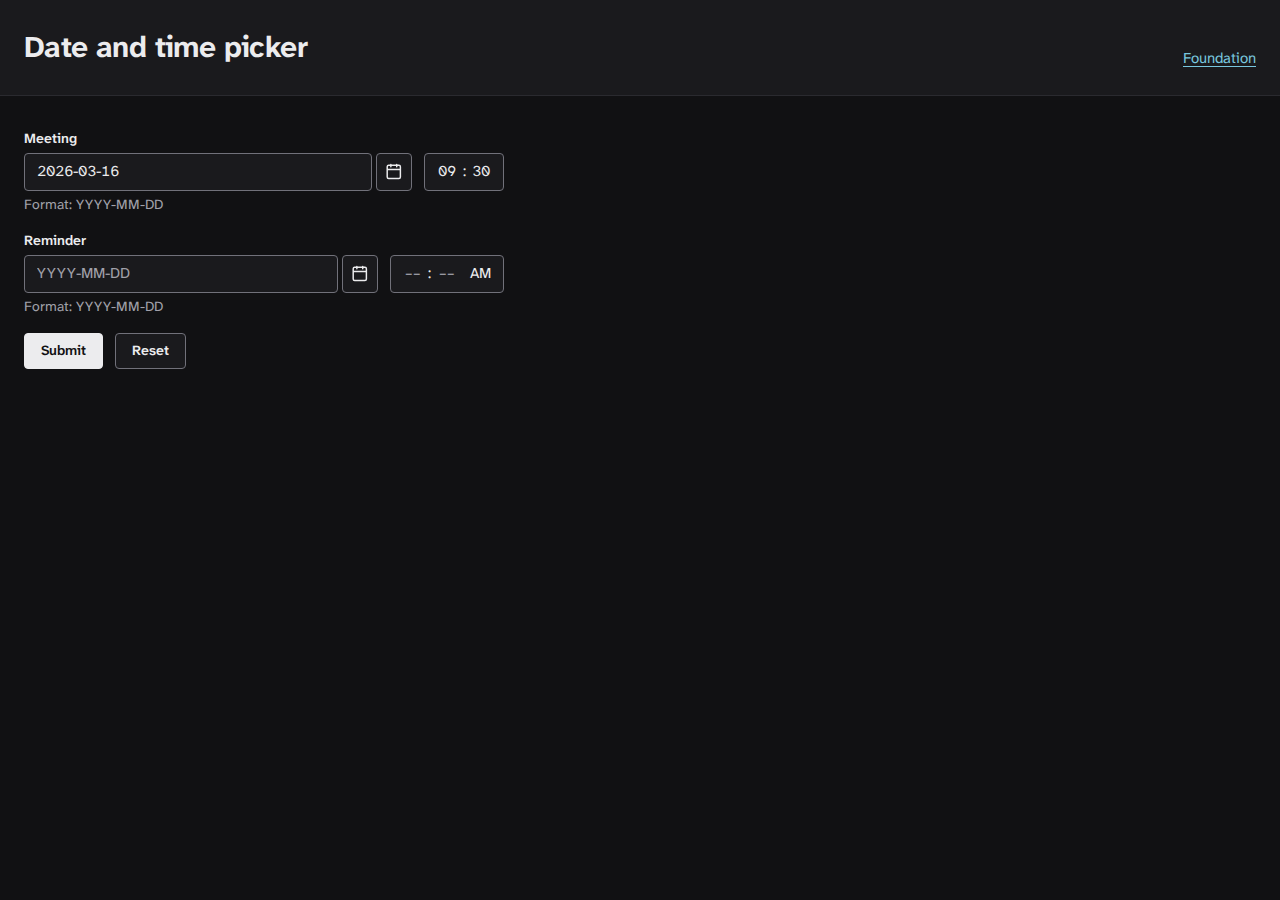 Date and time picker
Foundation
Meeting
2026-03-16 09 : 30
Format: YYYY-MM-DD
Reminder
YYYY-MM-DD -- : -- AM
Format: YYYY-MM-DD
Submit Reset